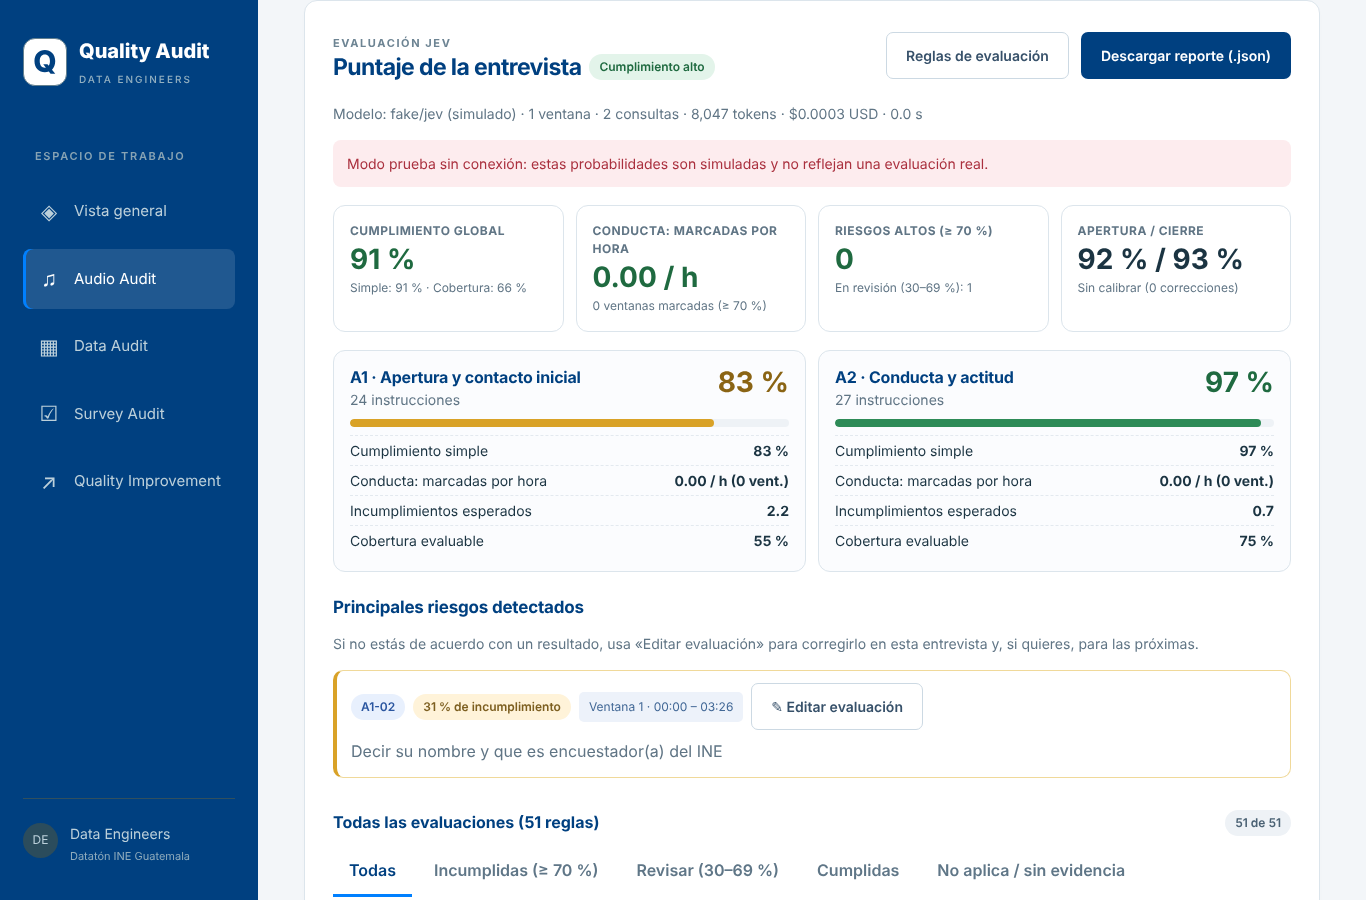 Q
Quality Audit
DATA ENGINEERS
ESPACIO DE TRABAJO
Vista general
Audio Audit
Data Audit
Survey Audit
Quality Improvement
DE
Data Engineers
Datatón INE Guatemala
EVALUACIÓN JEV
Puntaje de la entrevista
Cumplimiento alto
Reglas de evaluación
Descargar reporte (.json)
Modelo: fake/jev (simulado) · 1 ventana · 2 consultas · 8,047 tokens · $0.0003 USD · 0.0 s
Modo prueba sin conexión: estas probabilidades son simuladas y no reflejan una evaluación real.
CUMPLIMIENTO GLOBAL
91 %
Simple: 91 % · Cobertura: 66 %
CONDUCTA: MARCADAS POR
HORA
0.00 / h
0 ventanas marcadas (≥ 70 %)
RIESGOS ALTOS (≥ 70 %)
0
En revisión (30–69 %): 1
APERTURA / CIERRE
92 % / 93 %
Sin calibrar (0 correcciones)
A1 · Apertura y contacto inicial
83 %
24 instrucciones
Cumplimiento simple 83 %
Conducta: marcadas por hora 0.00 / h (0 vent.)
Incumplimientos esperados 2.2
Cobertura evaluable 55 %
A2 · Conducta y actitud
97 %
27 instrucciones
Cumplimiento simple 97 %
Conducta: marcadas por hora 0.00 / h (0 vent.)
Incumplimientos esperados 0.7
Cobertura evaluable 75 %
Principales riesgos detectados
Si no estás de acuerdo con un resultado, usa «Editar evaluación» para corregirlo en esta entrevista y, si quieres, para las próximas.
A1-02
31 % de incumplimiento
Ventana 1 · 00:00 – 03:26
✎ Editar evaluación
Decir su nombre y que es encuestador(a) del INE
Todas las evaluaciones (51 reglas)
51 de 51
Todas
Incumplidas (≥ 70 %)
Revisar (30–69 %)
Cumplidas
No aplica / sin evidencia